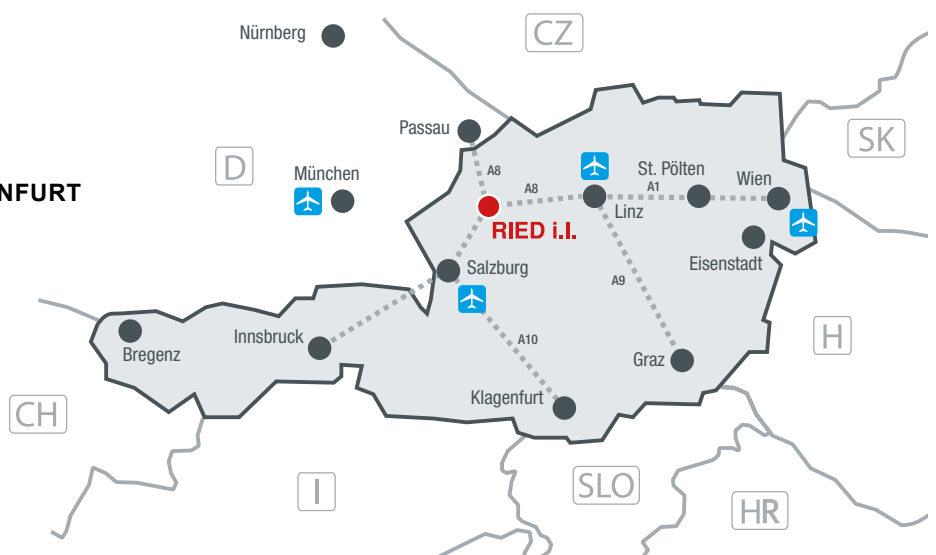 CZ
Nürnberg
Passau
SK
D
A8
München
St. Pölten
Wien
A8
A1
NFURT
Linz
RIED i.I.
Eisenstadt
Salzburg
A9
H
Innsbruck
A10
Bregenz
Graz
Klagenfurt
CH
SLO
I
HR